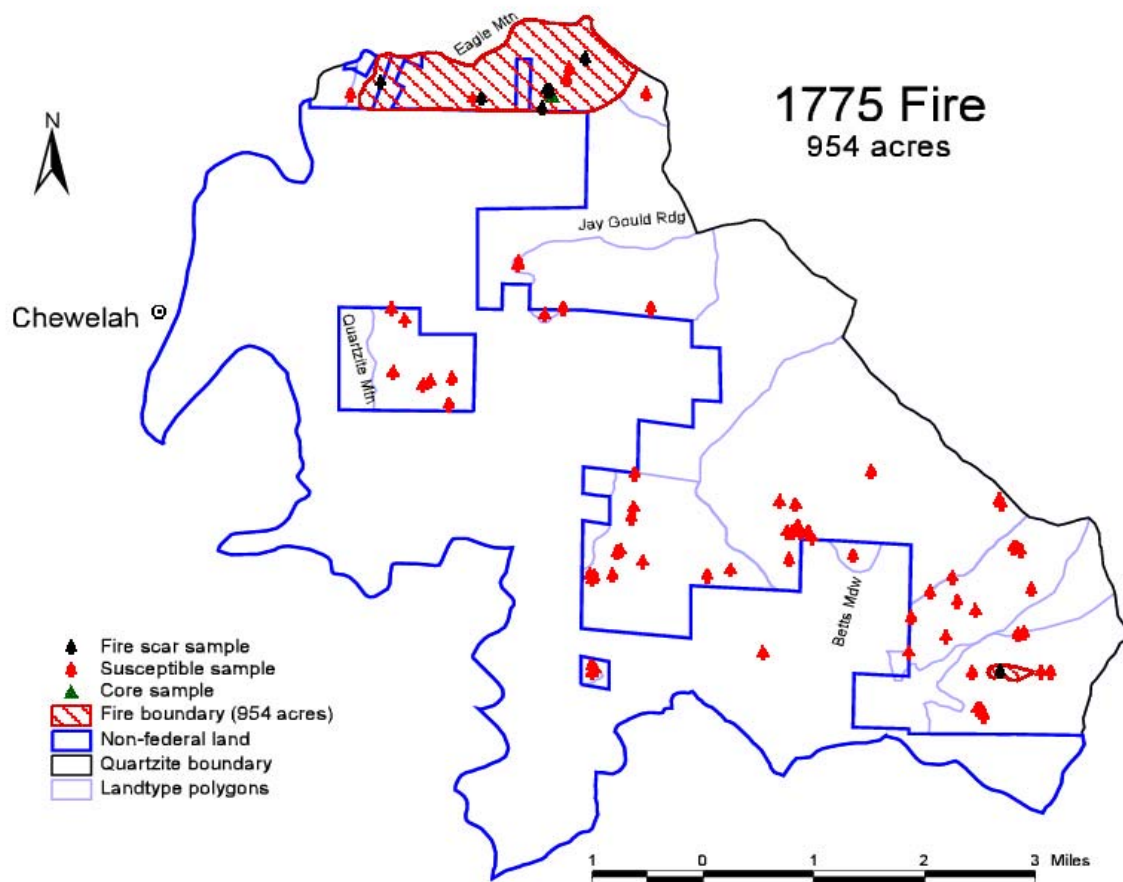 Eagle Mtn
1775 Fire
954 acres
N
Jay Gould Rdg
Chewelah
Quartzite Mtn
Betts Mdw
Fire scar sample
Susceptible sample
Core sample
Fire boundary (954 acres)
Non-federal land
Quartzite boundary
Landtype polygons
1 0 1 2 3 Miles